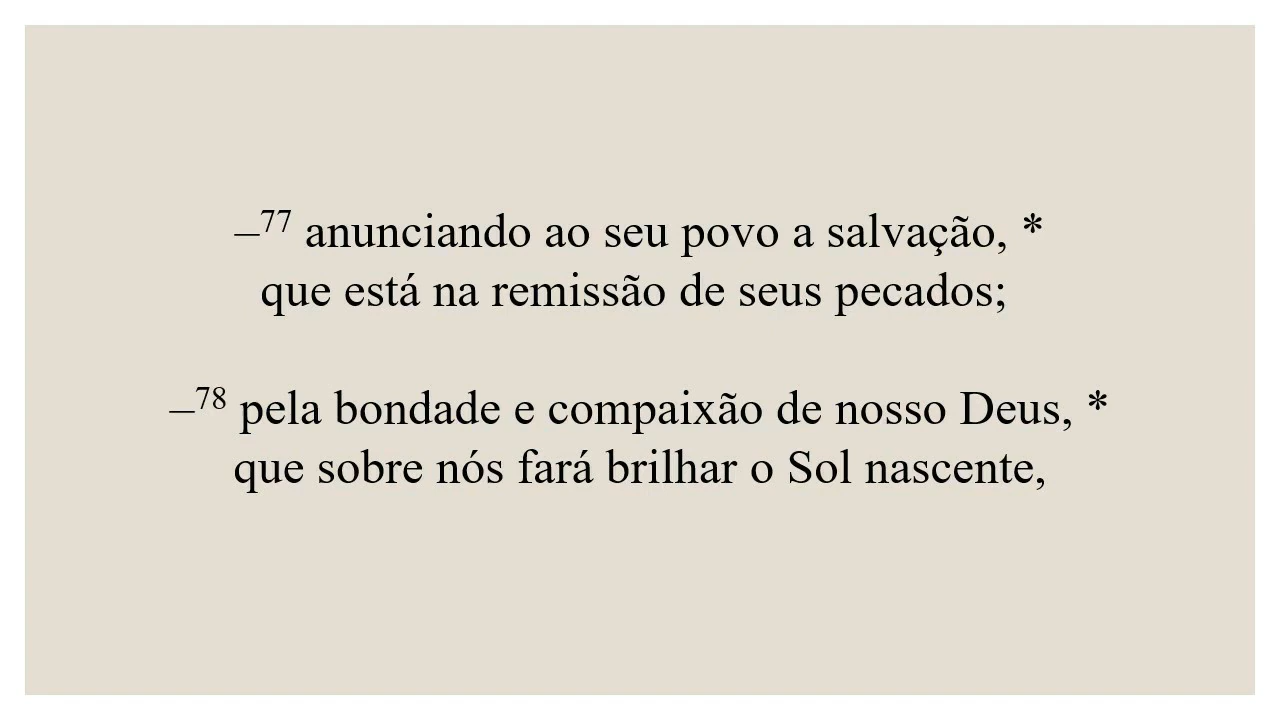 –77 anunciando ao seu povo a salvação, *
que está na remissão de seus pecados;
–78 pela bondade e compaixão de nosso Deus, *
que sobre nós fará brilhar o Sol nascente,